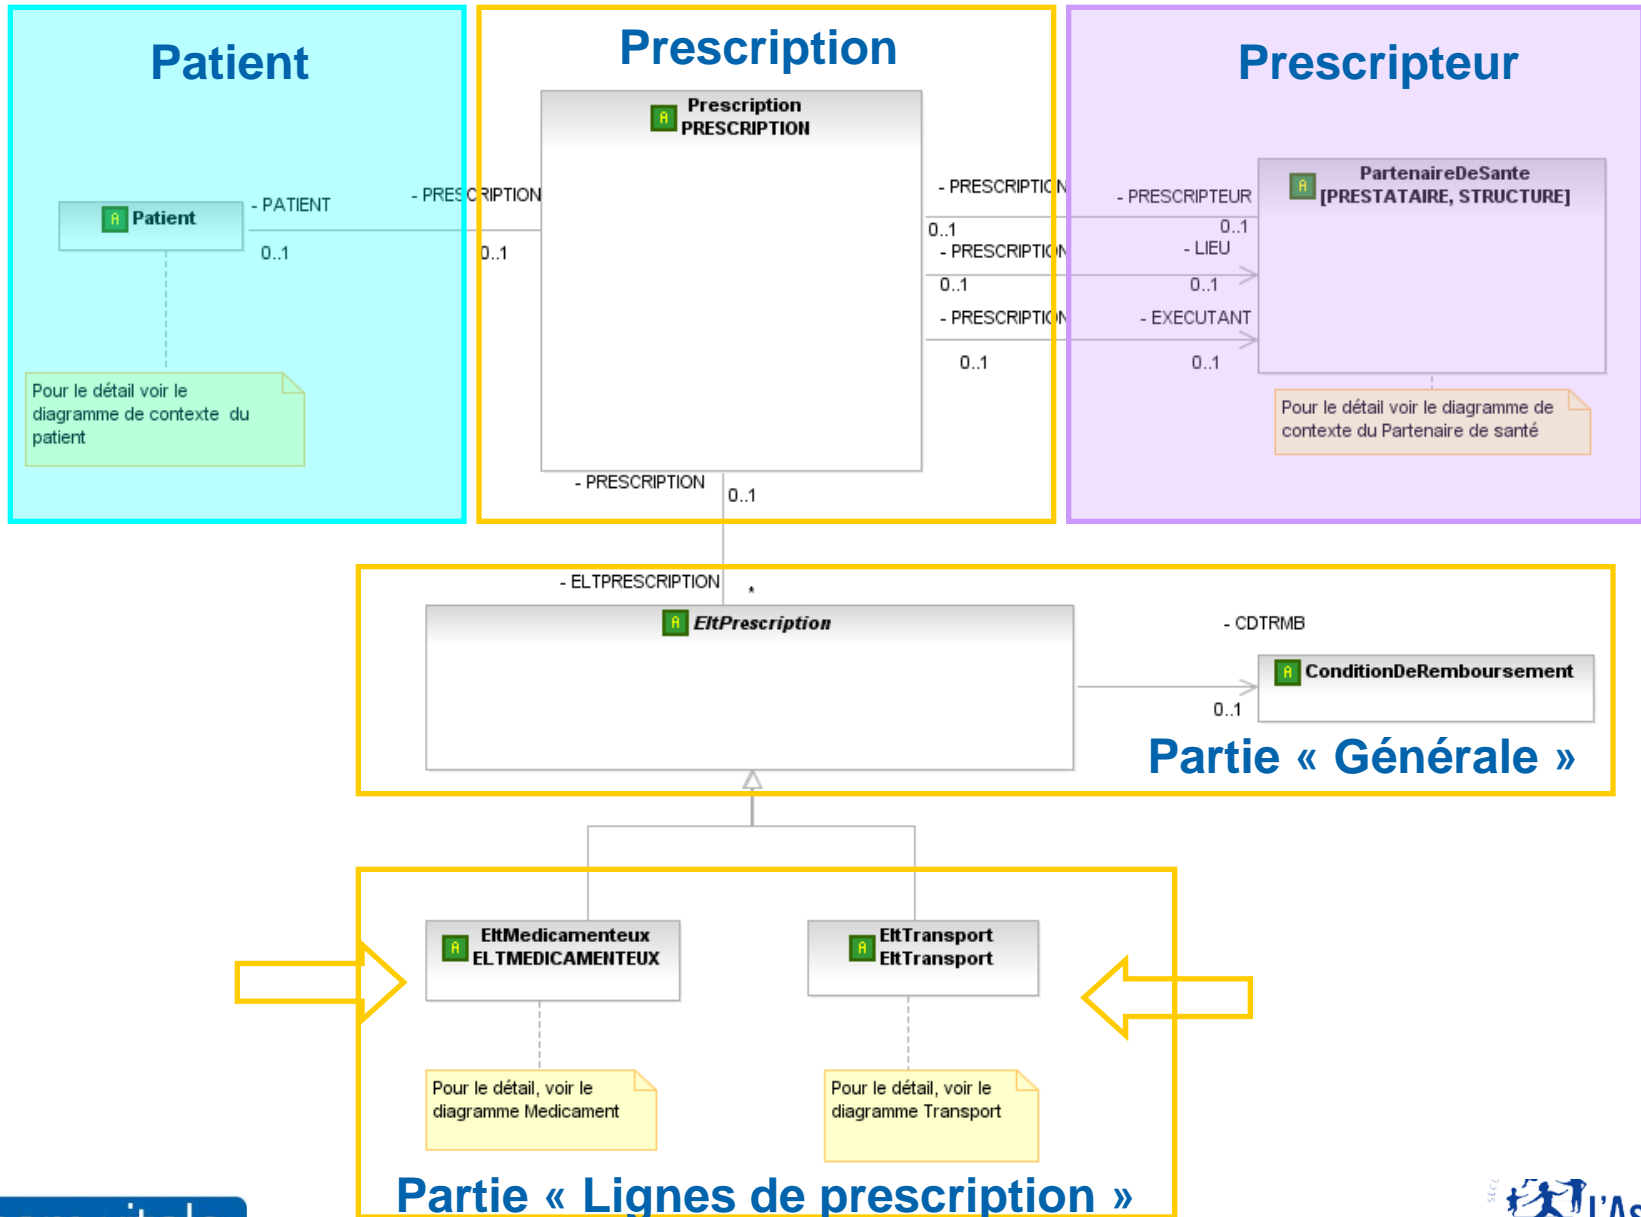 Patient
Prescription
Prescripteur
Prescription
PRESCRIPTION
PartenaireDeSante
[PRESTATAIRE, STRUCTURE]
Patient
- PATIENT
0..1
- PRESCRIPTION
0..1
- PRESCRIPTION
0..1
- PRESCRIPTEUR
0..1
- PRESCRIPTION
0..1
- LIEU
0..1
- PRESCRIPTION
0..1
- EXECUTANT
0..1
Pour le détail voir le
diagramme de contexte du
patient
Pour le détail voir le diagramme de
contexte du Partenaire de santé
- PRESCRIPTION
0..1
- ELTPRESCRIPTION
*
EltPrescription
- CDTRMB
0..1
ConditionDeRemboursement
Partie « Générale »
EltMedicamenteux
ELTMEDICAMENTEUX
EltTransport
EltTransport
Pour le détail, voir le
diagramme Medicament
Pour le détail, voir le
diagramme Transport
Partie « Lignes de prescription »